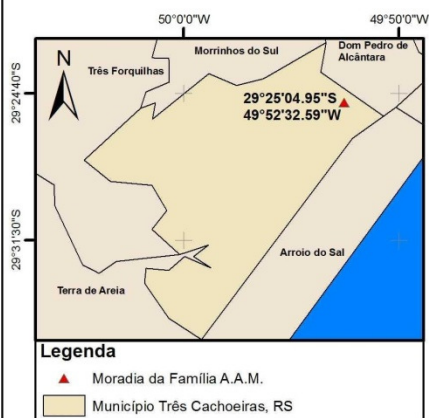 50°0'0"W
49°50'0"W
29°24'40"S
29°31'30"S
N
Morrinhos do Sul
Dom Pedro de
Alcântara
Três Forquilhas
29°25'04.95"S
49°52'32.59"W
Arroio do Sal
Terra de Areia
Legenda
Moradia da Família A.A.M.
Município Três Cachoeiras, RS